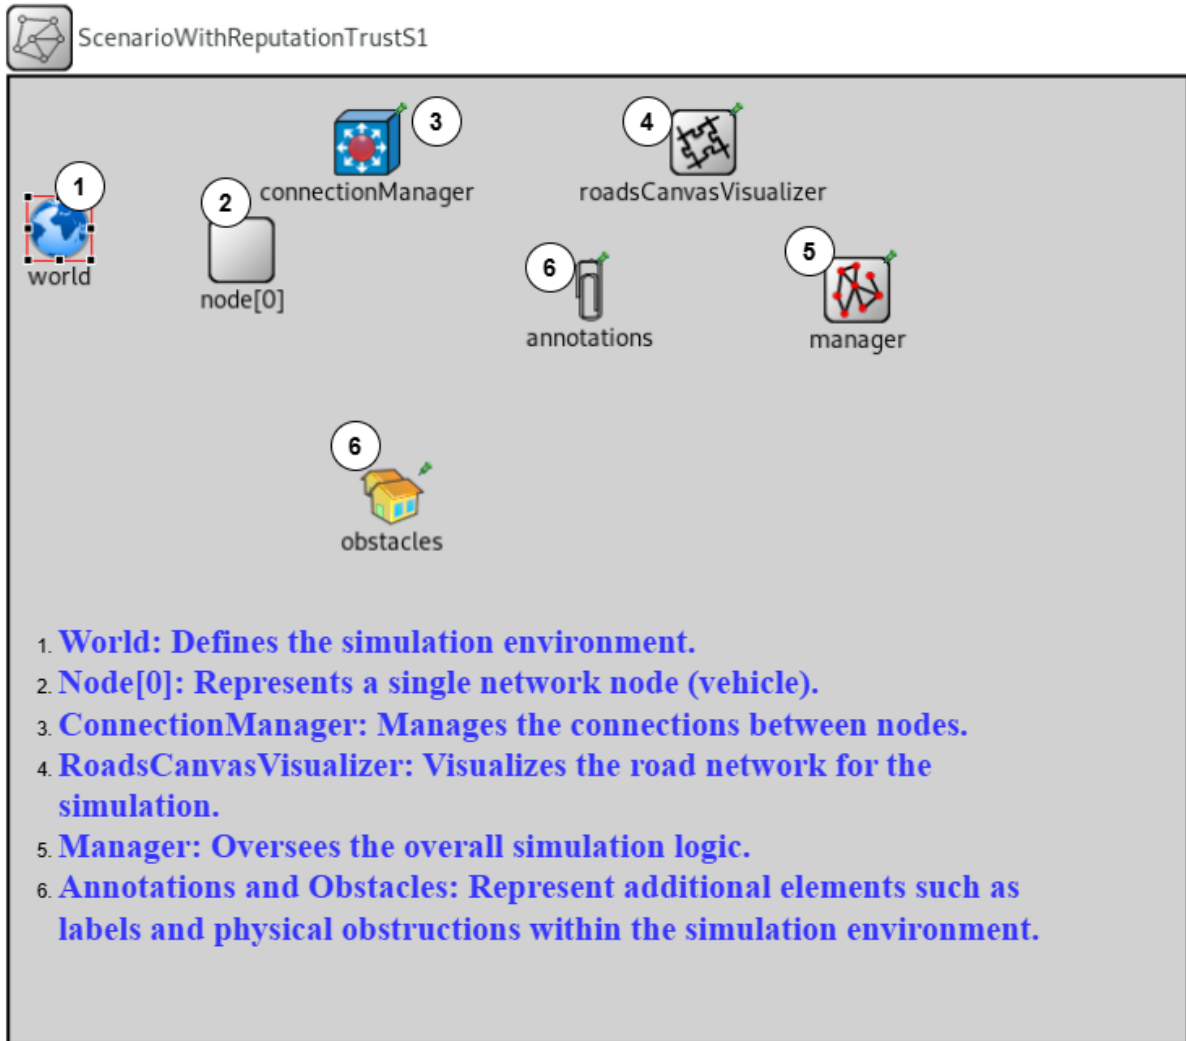 ScenarioWithReputationTrustS1
3
4
connectionManager
roadsCanvasVisualizer
1
2
world
node[0]
6
5
annotations
manager
6
obstacles
1. World: Defines the simulation environment.
2. Node[0]: Represents a single network node (vehicle).
3. ConnectionManager: Manages the connections between nodes.
4. RoadsCanvasVisualizer: Visualizes the road network for the
simulation.
5. Manager: Oversees the overall simulation logic.
6. Annotations and Obstacles: Represent additional elements such as
labels and physical obstructions within the simulation environment.